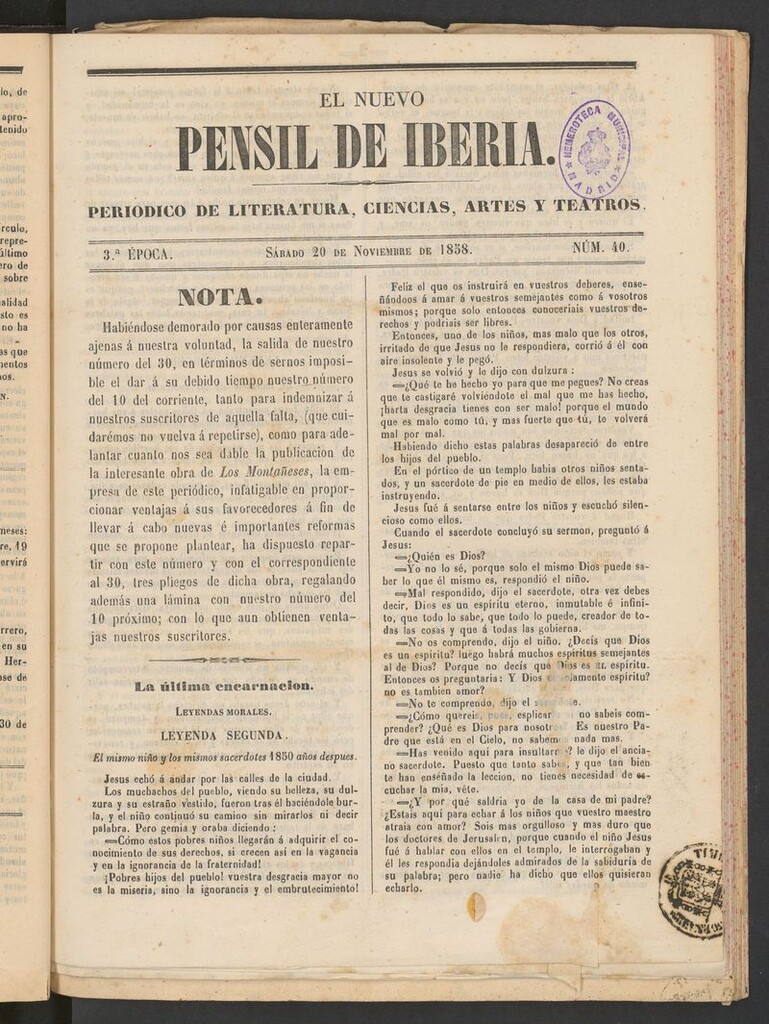 EL NUEVO
PENSIL DE IBERIA.
PERIODICO DE LITERATURA, CIENCIAS, ARTES Y TEATROS.
HEMEROTECA MUNICIPAL
MADRID
3.ª ÉPOCA.
SÁBADO 20 DE NOVIEMBRE DE 1858.
NÚM. 40.
NOTA.
Habiéndose demorado por causas enteramente
ajenas á nuestra voluntad, la salida de nuestro
número del 30, en términos de sernos imposi-
ble el dar á su debido tiempo nuestro número
del 10 del corriente, tanto para indemnizar á
nuestros suscritores de aquella falta, (que cui-
darémos no vuelva á repetirse), como para ade-
lantar cuanto nos sea dable la publicacion de
la interesante obra de Los Montañeses, la em-
presa de este periódico, infatigable en propor-
cionar ventajas á sus favorecedores á fin de
llevar á cabo nuevas é importantes reformas
que se propone plantear, ha dispuesto repar-
tir con este número y con el correspondiente
al 30, tres pliegos de dicha obra, regalando
además una lámina con nuestro número del
10 próximo; con lo que aun obtienen venta-
jas nuestros suscritores.
La última encarnacion.
LEYENDAS MORALES.
LEYENDA SEGUNDA.
El mismo niño y los mismos sacerdotes 1850 años despues.
Jesus echó á andar por las calles de la ciudad.
Los muchachos del pueblo, viendo su belleza, su dul-
zura y su estraño vestido, fueron tras él haciéndole bur-
la, y el niño continuó su camino sin mirarlos ni decir
palabra. Pero gemia y oraba diciendo:
=Cómo estos pobres niños llegarán á adquirir el co-
nocimiento de sus derechos, si crecen así en la vagancia
y en la ignorancia de la fraternidad!
¡Pobres hijos del pueblo! vuestra desgracia mayor no
es la miseria, sino la ignorancia y el embrutecimiento!
Feliz el que os instruirá en vuestros deberes, ense-
ñándoos á amar á vuestros semejantes como á vosotros
mismos; porque solo entonces conoceriais vuestros de-
rechos y podriais ser libres.
Entonces, uno de los niños, mas malo que los otros,
irritado de que Jesus no le respondiera, corrió á él con
aire insolente y le pegó.
Jesus se volvió y le dijo con dulzura:
=¿Qué te he hecho yo para que me pegues? No creas
que te castigaré volviéndote el mal que me has hecho,
¡harta desgracia tienes con ser malo! porque el mundo
que es malo como tú, y mas fuerte que tú, te volverá
mal por mal.
Habiendo dicho estas palabras desapareció de entre
los hijos del pueblo.
En el pórtico de un templo habia otros niños senta-
dos, y un sacerdote de pie en medio de ellos, les estaba
instruyendo.
Jesus fué á sentarse entre los niños y escuchó silen-
cioso como ellos.
Cuando el sacerdote concluyó su sermon, preguntó á
Jesus:
=¿Quién es Dios?
=Yo no lo sé, porque solo el mismo Dios puede sa-
ber lo que él mismo es, respondió el niño.
=Mal respondido, dijo el sacerdote, otra vez debes
decir, Dios es un espíritu eterno, inmutable é infini-
to, que todo lo sabe, que todo lo puede, creador de to-
das las cosas y que á todas las gobierna.
=No os comprendo, dijo el niño. ¿Decis que Dios
es un espíritu? luego habrá muchos espíritus semejantes
al de Dios? Porque no decís que Dios es el espíritu.
Entonces os preguntaria: Y Dios solamente espíritu?
no es tambien amor?
=No te comprendo, dijo el
=¿Cómo quereis, pues, esplicar no sabeis com-
prender? ¿Qué es Dios para nosotros Es nuestro Pa-
dre que está en el Cielo, no sabemos nada mas.
=Has venido aquí para insultar ? le dijo el ancia-
no sacerdote. Puesto que tanto sabes, y que tan bien
te han enseñado la leccion, no tienes necesidad de es-
cuchar la mia, véte.
=¿Y por qué saldria yo de la casa de mi padre?
¿Estais aquí para echar á los niños que vuestro maestro
atraia con amor? Sois mas orgulloso y mas duro que
los doctores de Jerusalen, porque cuando el niño Jesus
fué á hablar con ellos en el templo, le interrogaban y
él les respondia dejándoles admirados de la sabiduría de
su palabra; pero nadie ha dicho que ellos quisieran
echarlo.